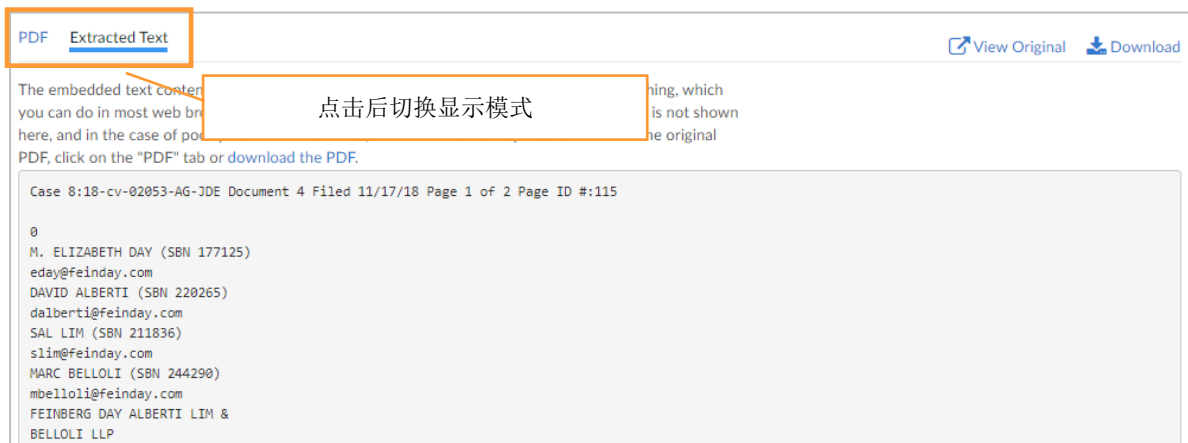 PDF Extracted Text
View Original Download
The embedded text conten hing, which
you can do in most web bro is not shown
here, and in the case of poo he original
PDF, click on the "PDF" tab or download the PDF.
点击后切换显示模式
Case 8:18-cv-02053-AG-JDE Document 4 Filed 11/17/18 Page 1 of 2 Page ID #:115
0
M. ELIZABETH DAY (SBN 177125)
eday@feinday.com
DAVID ALBERTI (SBN 220265)
dalberti@feinday.com
SAL LIM (SBN 211836)
slim@feinday.com
MARC BELLOLI (SBN 244290)
mbelloli@feinday.com
FEINBERG DAY ALBERTI LIM &
BELLOLI LLP